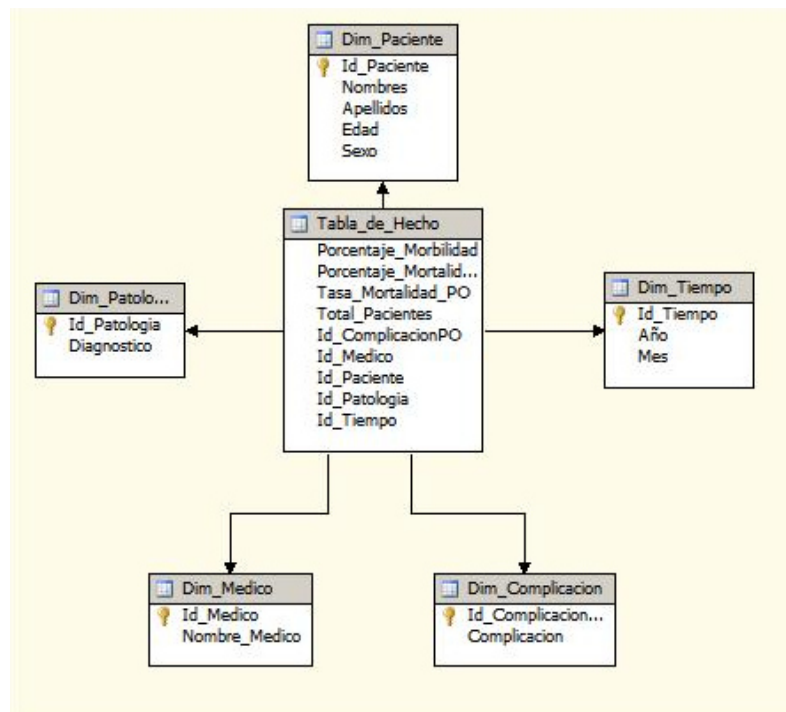 Dim_Paciente
Id_Paciente
Nombres
Apellidos
Edad
Sexo
Tabla_de_Hecho
Porcentaje_Morbilidad
Porcentaje_Mortalid...
Tasa_Mortalidad_PO
Total_Pacientes
Id_ComplicacionPO
Id_Medico
Id_Paciente
Id_Patologia
Id_Tiempo
Dim_Patolo...
Id_Patologia
Diagnostico
Dim_Tiempo
Id_Tiempo
Año
Mes
Dim_Medico
Id_Medico
Nombre_Medico
Dim_Complicacion
Id_Complicacion...
Complicacion